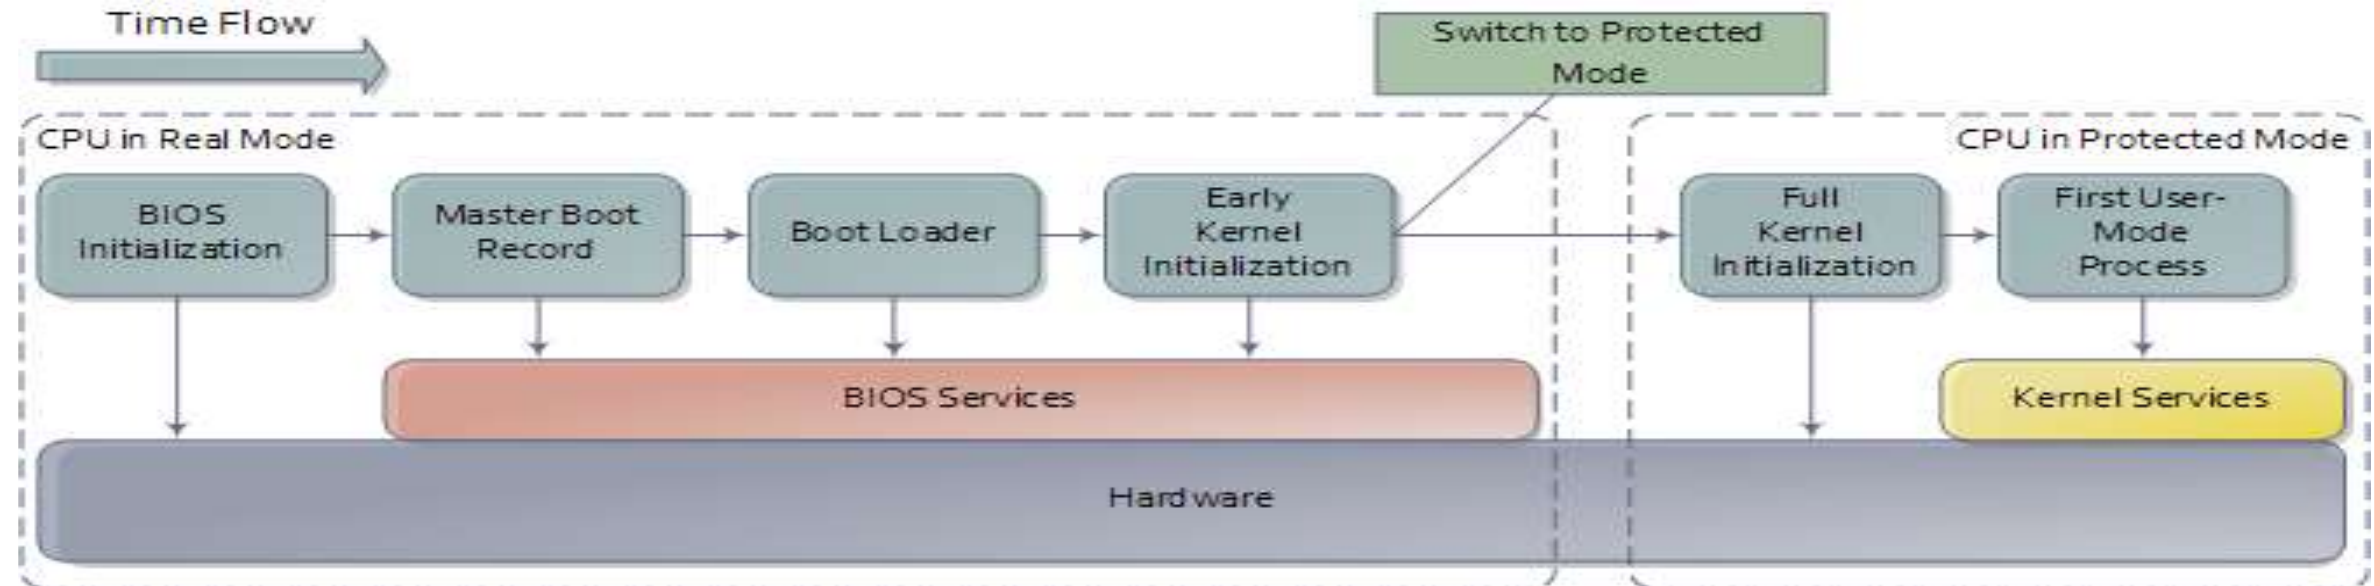 Time Flow
Switch to Protected
Mode
CPU in Real Mode
CPU in Protected Mode
BIOS
Initialization
Master Boot
Record
Boot Loader
Early
Kernel
Initialization
Full
Kernel
Initialization
First User-
Mode
Process
BIOS Services
Kernel Services
Hardware